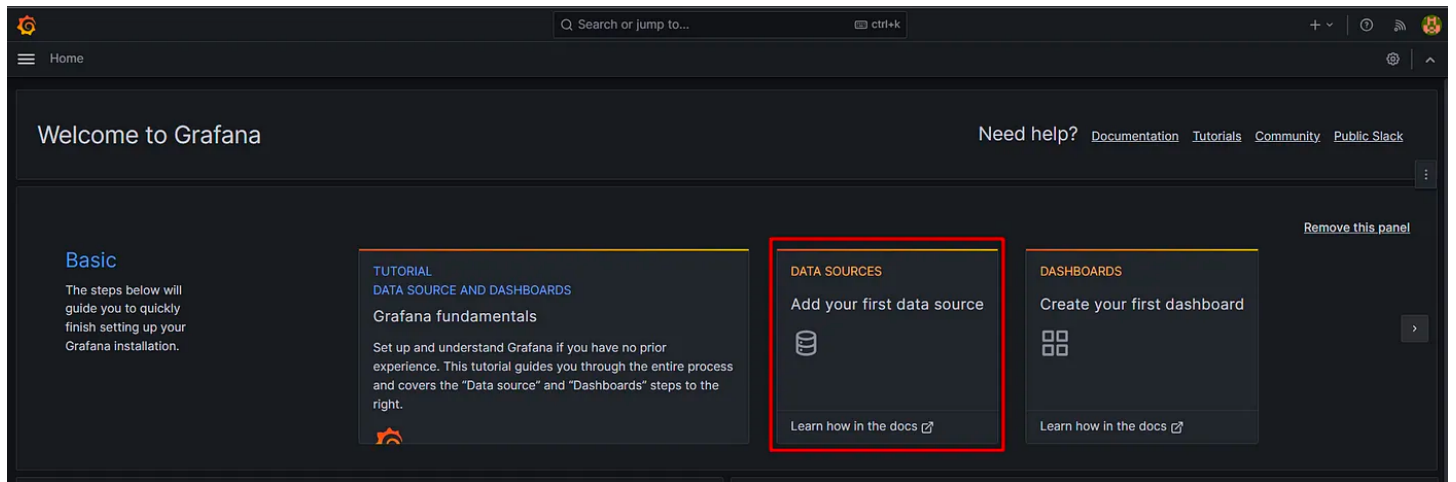 Search or jump to...
ctrl+k
Home
Welcome to Grafana
Need help?
Documentation
Tutorials
Community
Public Slack
Remove this panel
Basic
The steps below will
guide you to quickly
finish setting up your
Grafana installation.
TUTORIAL
DATA SOURCE AND DASHBOARDS
Grafana fundamentals
Set up and understand Grafana if you have no prior
experience. This tutorial guides you through the entire process
and covers the “Data source” and “Dashboards” steps to the
right.
DATA SOURCES
Add your first data source
Learn how in the docs
DASHBOARDS
Create your first dashboard
Learn how in the docs